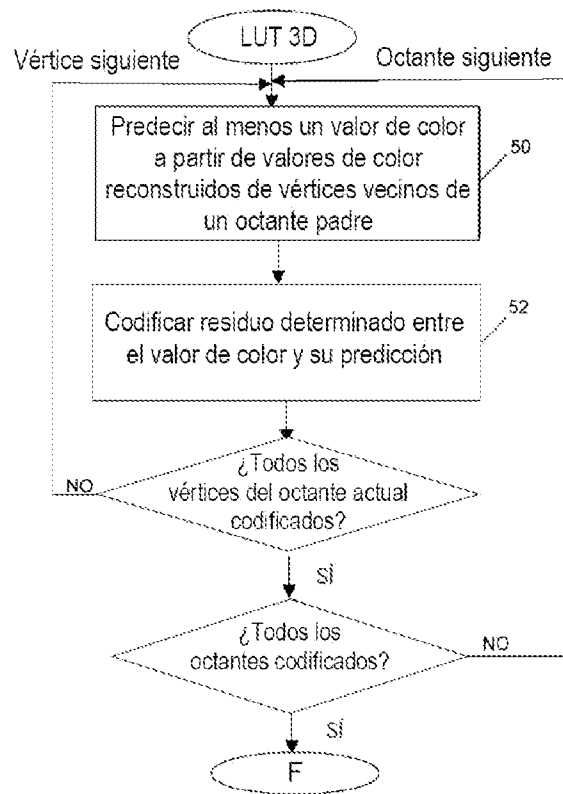 LUT 3D
Vértice siguiente
Octante siguiente
Predecir al menos un valor de color
a partir de valores de color
reconstruidos de vértices vecinos de
un octante padre
50
Codificar residuo determinado entre
el valor de color y su predicción
52
¿Todos los
vértices del octante actual
codificados?
NO
SÍ
¿Todos los
octantes codificados?
NO
SÍ
F